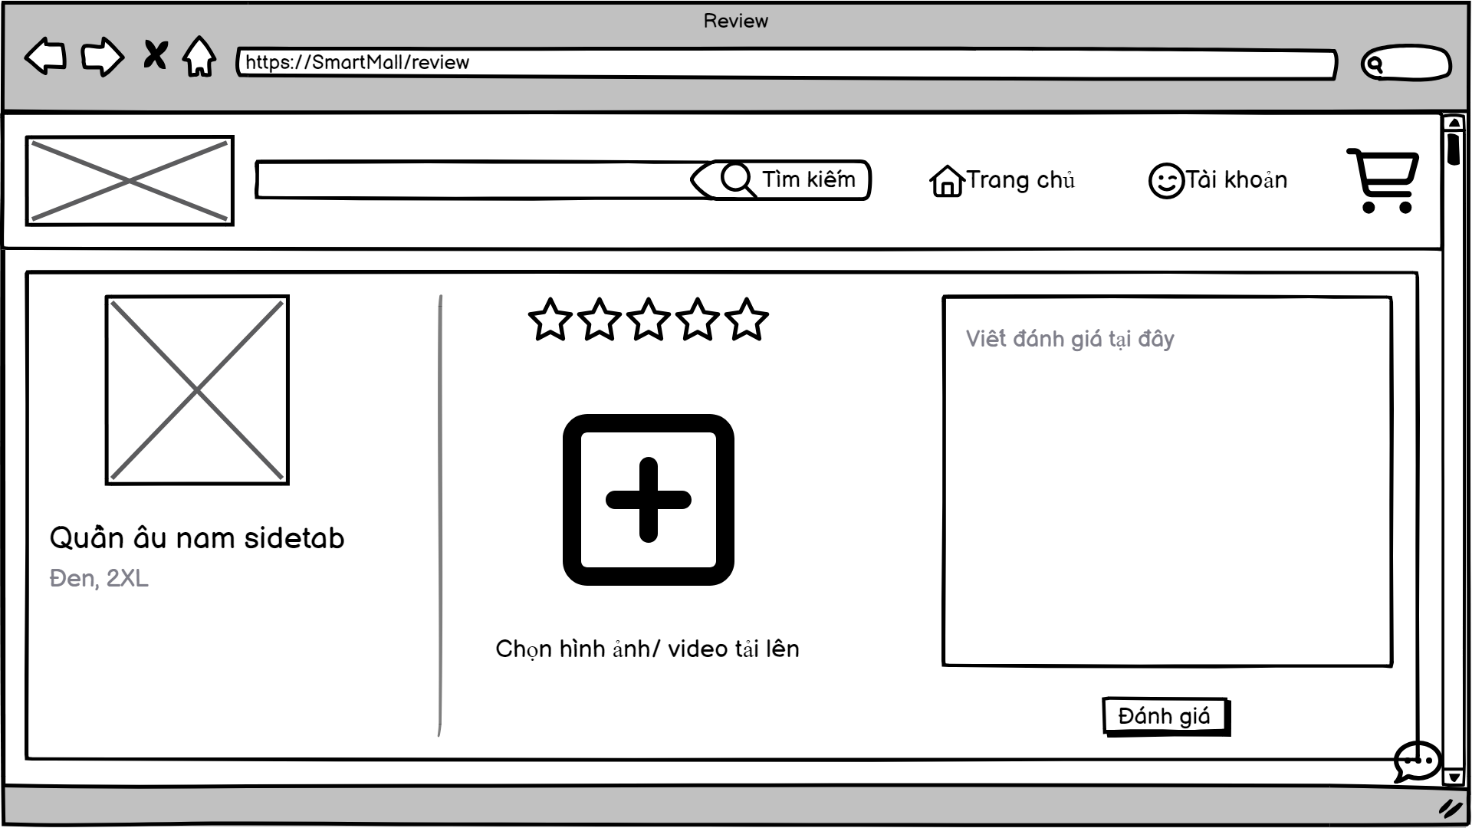 Review
https://SmartMall/review
Tìm kiếm
Trang chủ
Tài khoản
Viết đánh giá tại đây
Quần âu nam sidetab
Đen, 2XL
Chọn hình ảnh/ video tải lên
Đánh giá